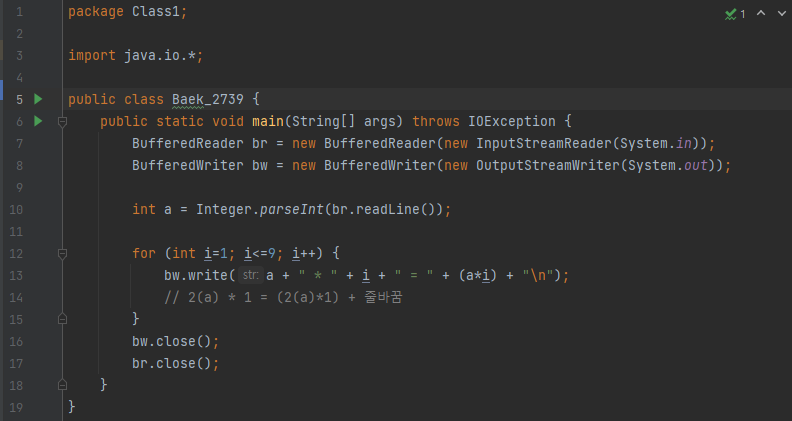 1 package Class1;
2
3 import java.io.*;
4
5 public class Baek_2739 {
6     public static void main(String[] args) throws IOException {
7         BufferedReader br = new BufferedReader(new InputStreamReader(System.in));
8         BufferedWriter bw = new BufferedWriter(new OutputStreamWriter(System.out));
9
10         int a = Integer.parseInt(br.readLine());
11
12         for (int i=1; i<=9; i++) {
13             bw.write( str: a + " * " + i + " = " + (a*i) + "\n");
14             // 2(a) * 1 = (2(a)*1) + 줄바꿈
15         }
16         bw.close();
17         br.close();
18     }
19 }
1